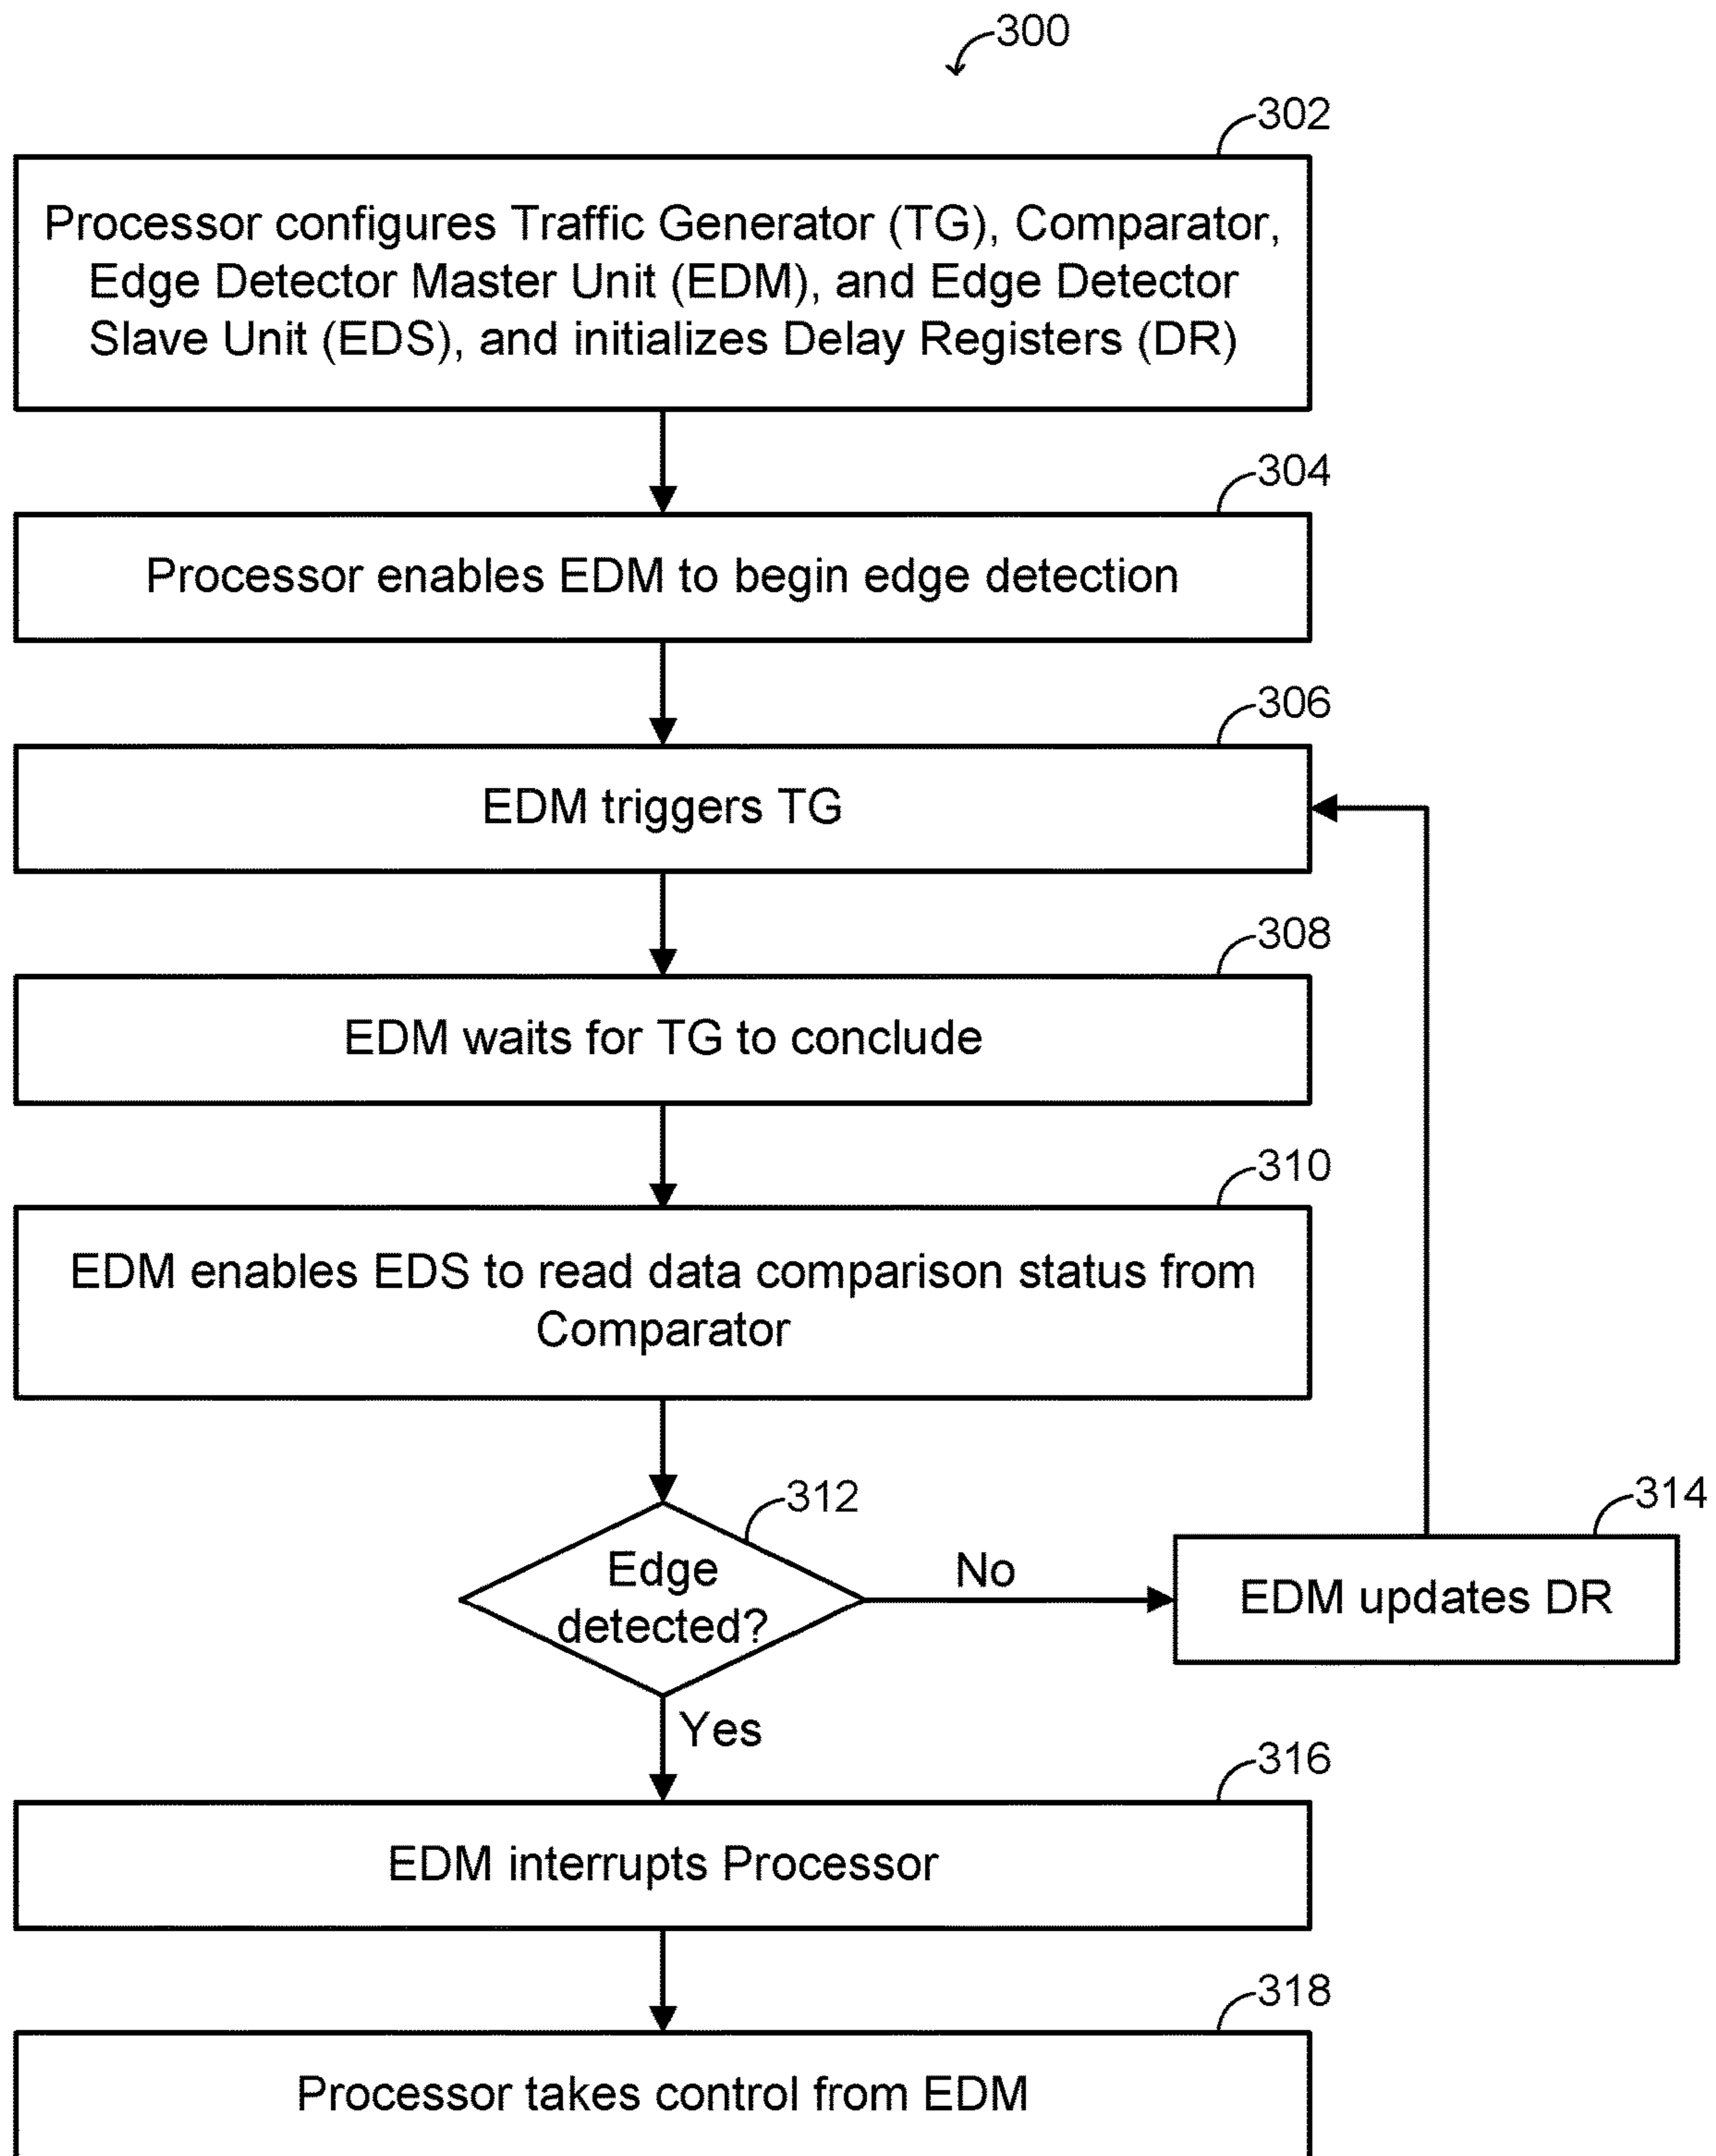 300
302
Processor configures Traffic Generator (TG), Comparator,
Edge Detector Master Unit (EDM), and Edge Detector
Slave Unit (EDS), and initializes Delay Registers (DR)
304
Processor enables EDM to begin edge detection
306
EDM triggers TG
308
EDM waits for TG to conclude
310
EDM enables EDS to read data comparison status from
Comparator
312
Edge
detected?
No
314
EDM updates DR
Yes
316
EDM interrupts Processor
318
Processor takes control from EDM